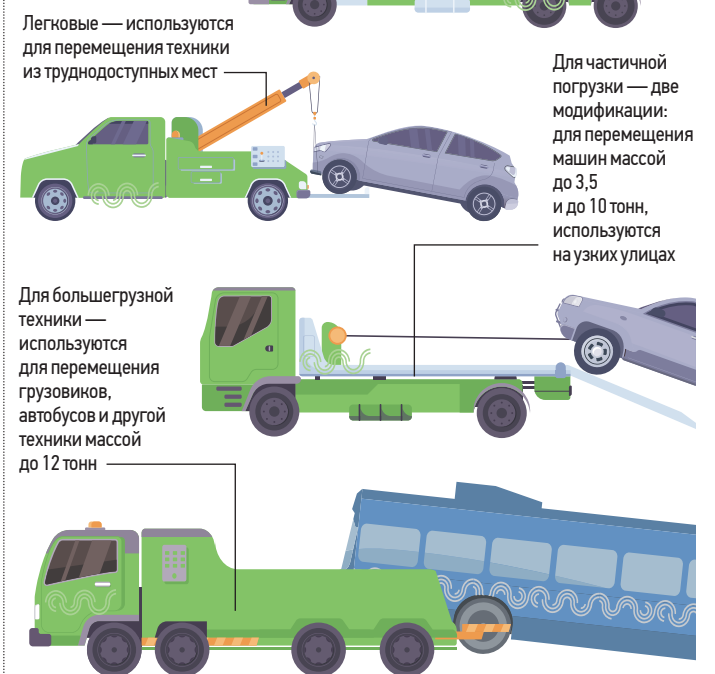 Легковые — используются
для перемещения техники
из труднодоступных мест
Для частичной
погрузки — две
модификации:
для перемещения
машин массой
до 3,5
и до 10 тонн,
используются
на узких улицах
Для большегрузной
техники —
используются
для перемещения
грузовиков,
автобусов и другой
техники массой
до 12 тонн